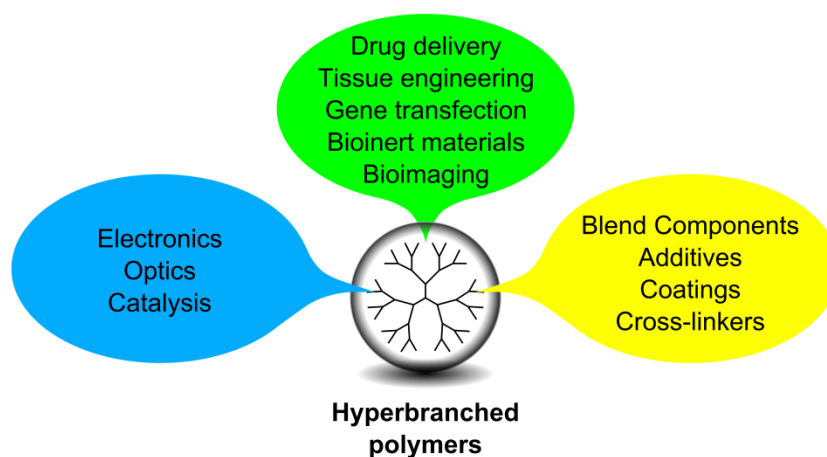 Drug delivery
Tissue engineering
Gene transfection
Bioinert materials
Bioimaging
Electronics
Optics
Catalysis
Blend Components
Additives
Coatings
Cross-linkers
Hyperbranched
polymers